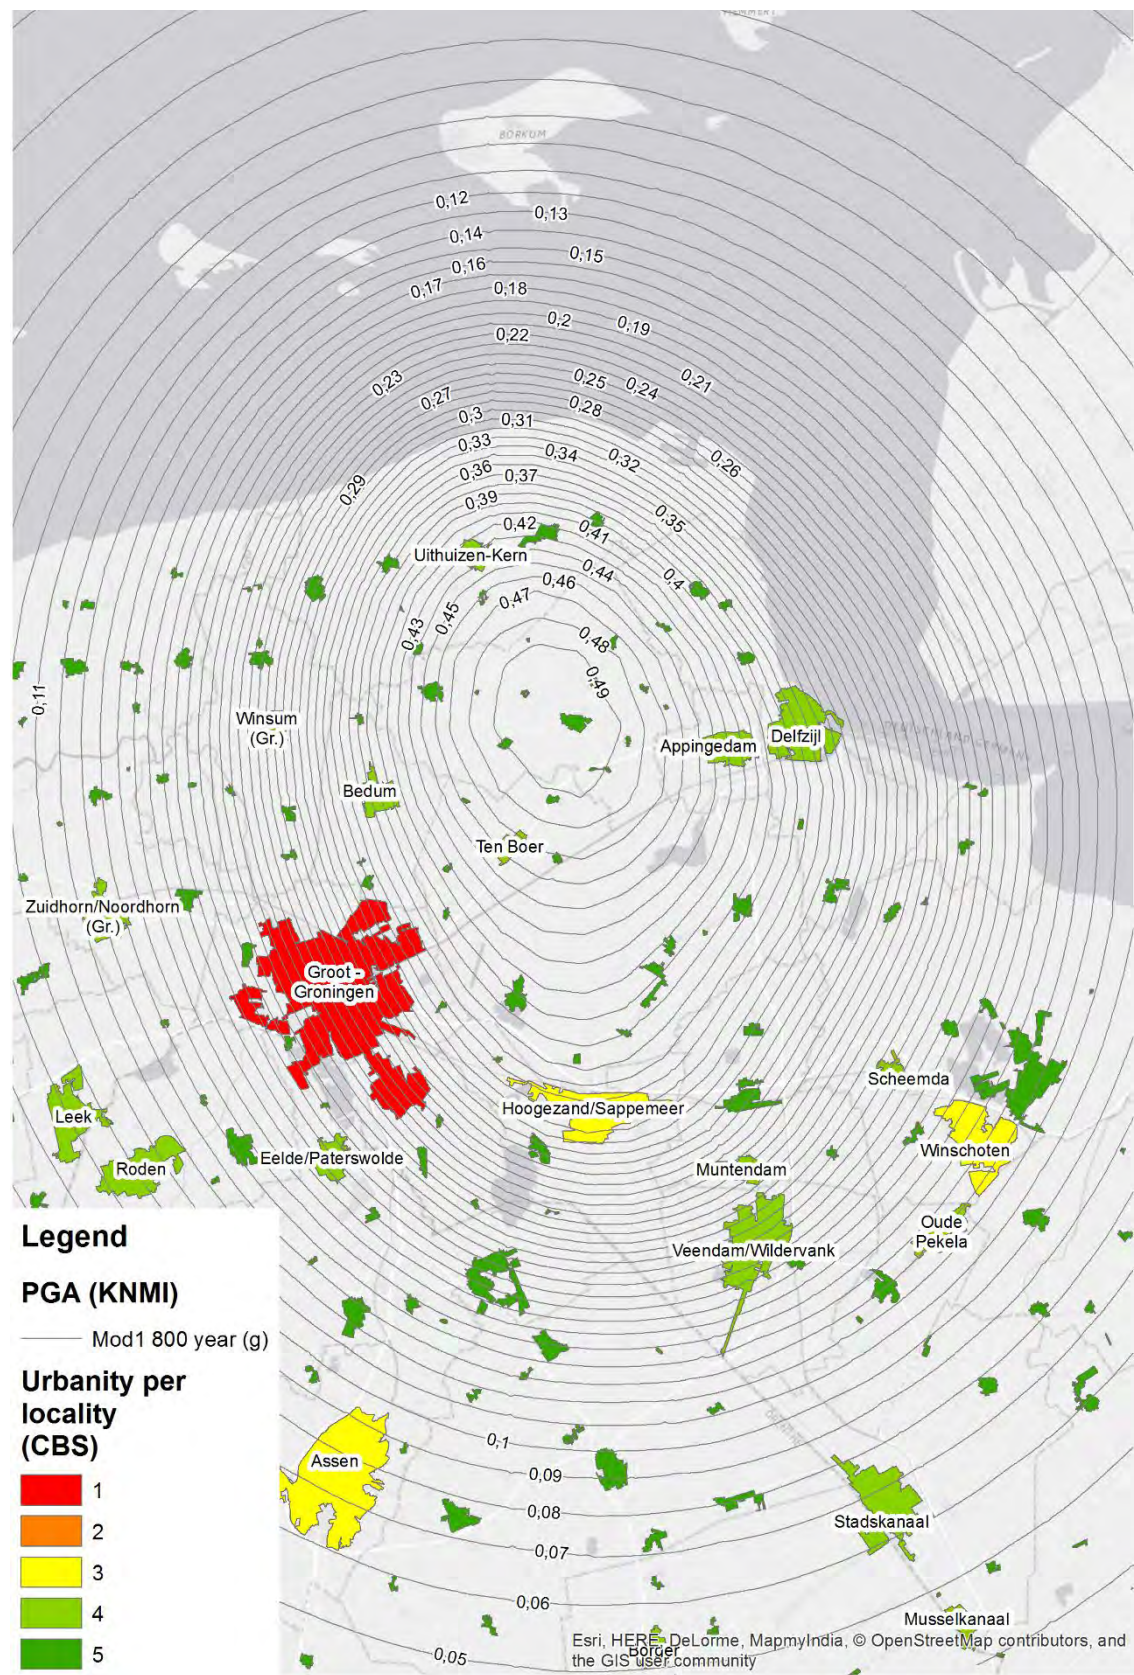 BORKUM
0,12
0,13
0,14
0,15
0,16
0,17
0,18
0,2
0,19
0,22
0,21
0,23
0,25
0,24
0,27
0,28
0,3
0,31
0,33
0,34
0,32
0,26
0,36
0,37
0,29
0,39
0,35
0,42
0,41
Uithuizen-Kern
0,44
0,4
0,46
0,47
0,45
0,43
0,48
0,49
0,11
Winsum
(Gr.)
Appingedam
Delfzijl
Bedum
Ten Boer
Zuidhorn/Noordhorn
(Gr.)
Groot -
Groningen
Scheemda
Hoogezand/Sappemeer
Leek
Winschoten
Eelde/Paterswolde
Roden
Muntendam
Oude
Pekela
Veendam/Wildervank
Legend
PGA (KNMI)
Mod1 800 year (g)
Urbanity per
locality
(CBS)
1
2
3
4
5
0,1
Assen
0,09
0,08
Stadskanaal
0,07
0,06
Musselkanaal
0,05
Borger
Esri, HERE, DeLorme, MapmyIndia, © OpenStreetMap contributors, and
the GIS user community